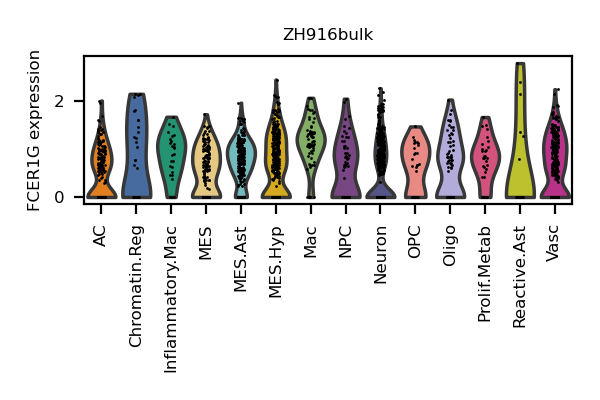 ZH916bulk
FCER1G expression
2
0
AC
Chromatin.Reg
Inflammatory.Mac
MES
MES.Ast
MES.Hyp
Mac
NPC
Neuron
OPC
Oligo
Prolif.Metab
Reactive.Ast
Vasc